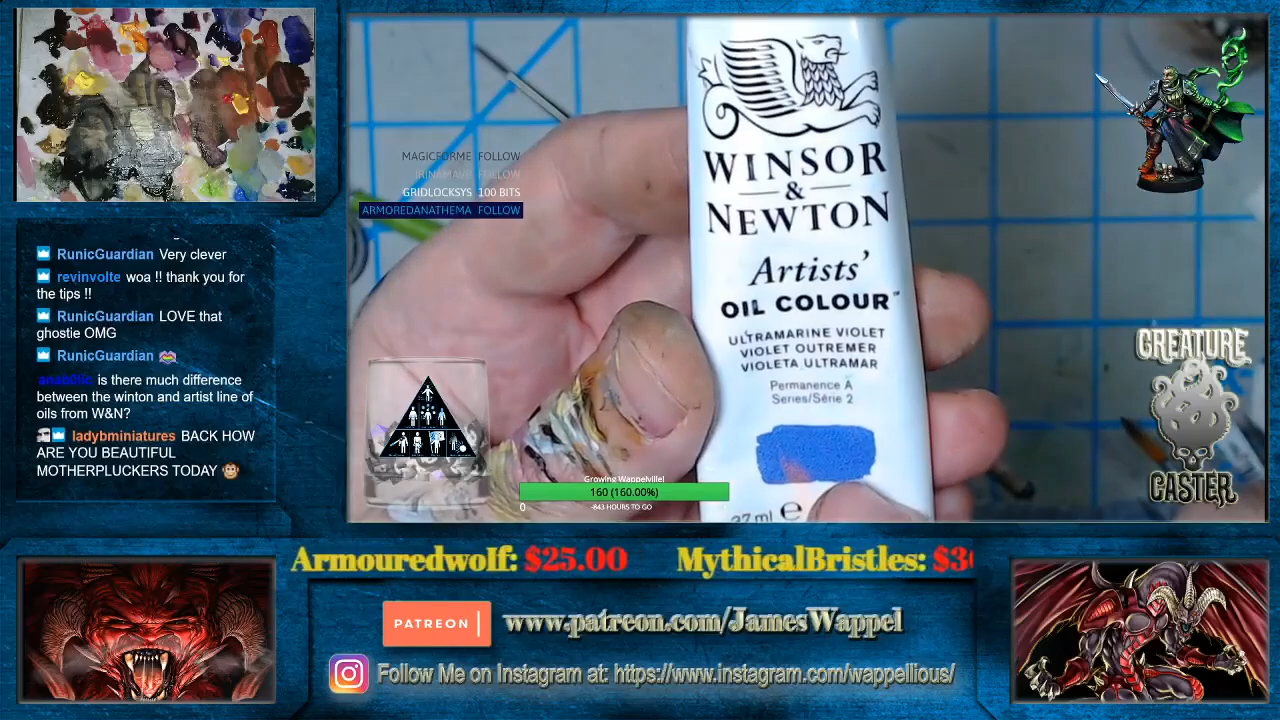 RunicGuardian Very clever
revinvolte woa !! thank you for
the tips !!
RunicGuardian LOVE that
ghostie OMG
RunicGuardian
is there much difference
between the winton and artist line of
oils from W&N?
ladybminiatures BACK HOW
ARE YOU BEAUTIFUL
MOTHERPLUCKERS TODAY
MAGICFORME FOLLOW
FOLLOW
GRIDLOCKSYS 100 BITS
ARMOREDANATHEMA FOLLOW
WINSOR
&
NEWTON
Artists'
OIL COLOUR™
ULTRAMARINE VIOLET
VIOLET OUTREMER
VIOLETA ULTRAMAR
Permanence A
Series/Série 2
37 ml e
Growing Wappelville!
160 (160.00%)
0
-843 HOURS TO GO
CREATURE
CASTER
Armouredwolf: $25.00 MythicalBristles:
PATREON
www.patreon.com/JamesWappel
Follow Me on Instagram at: https://www.instagram.com/wappellious/